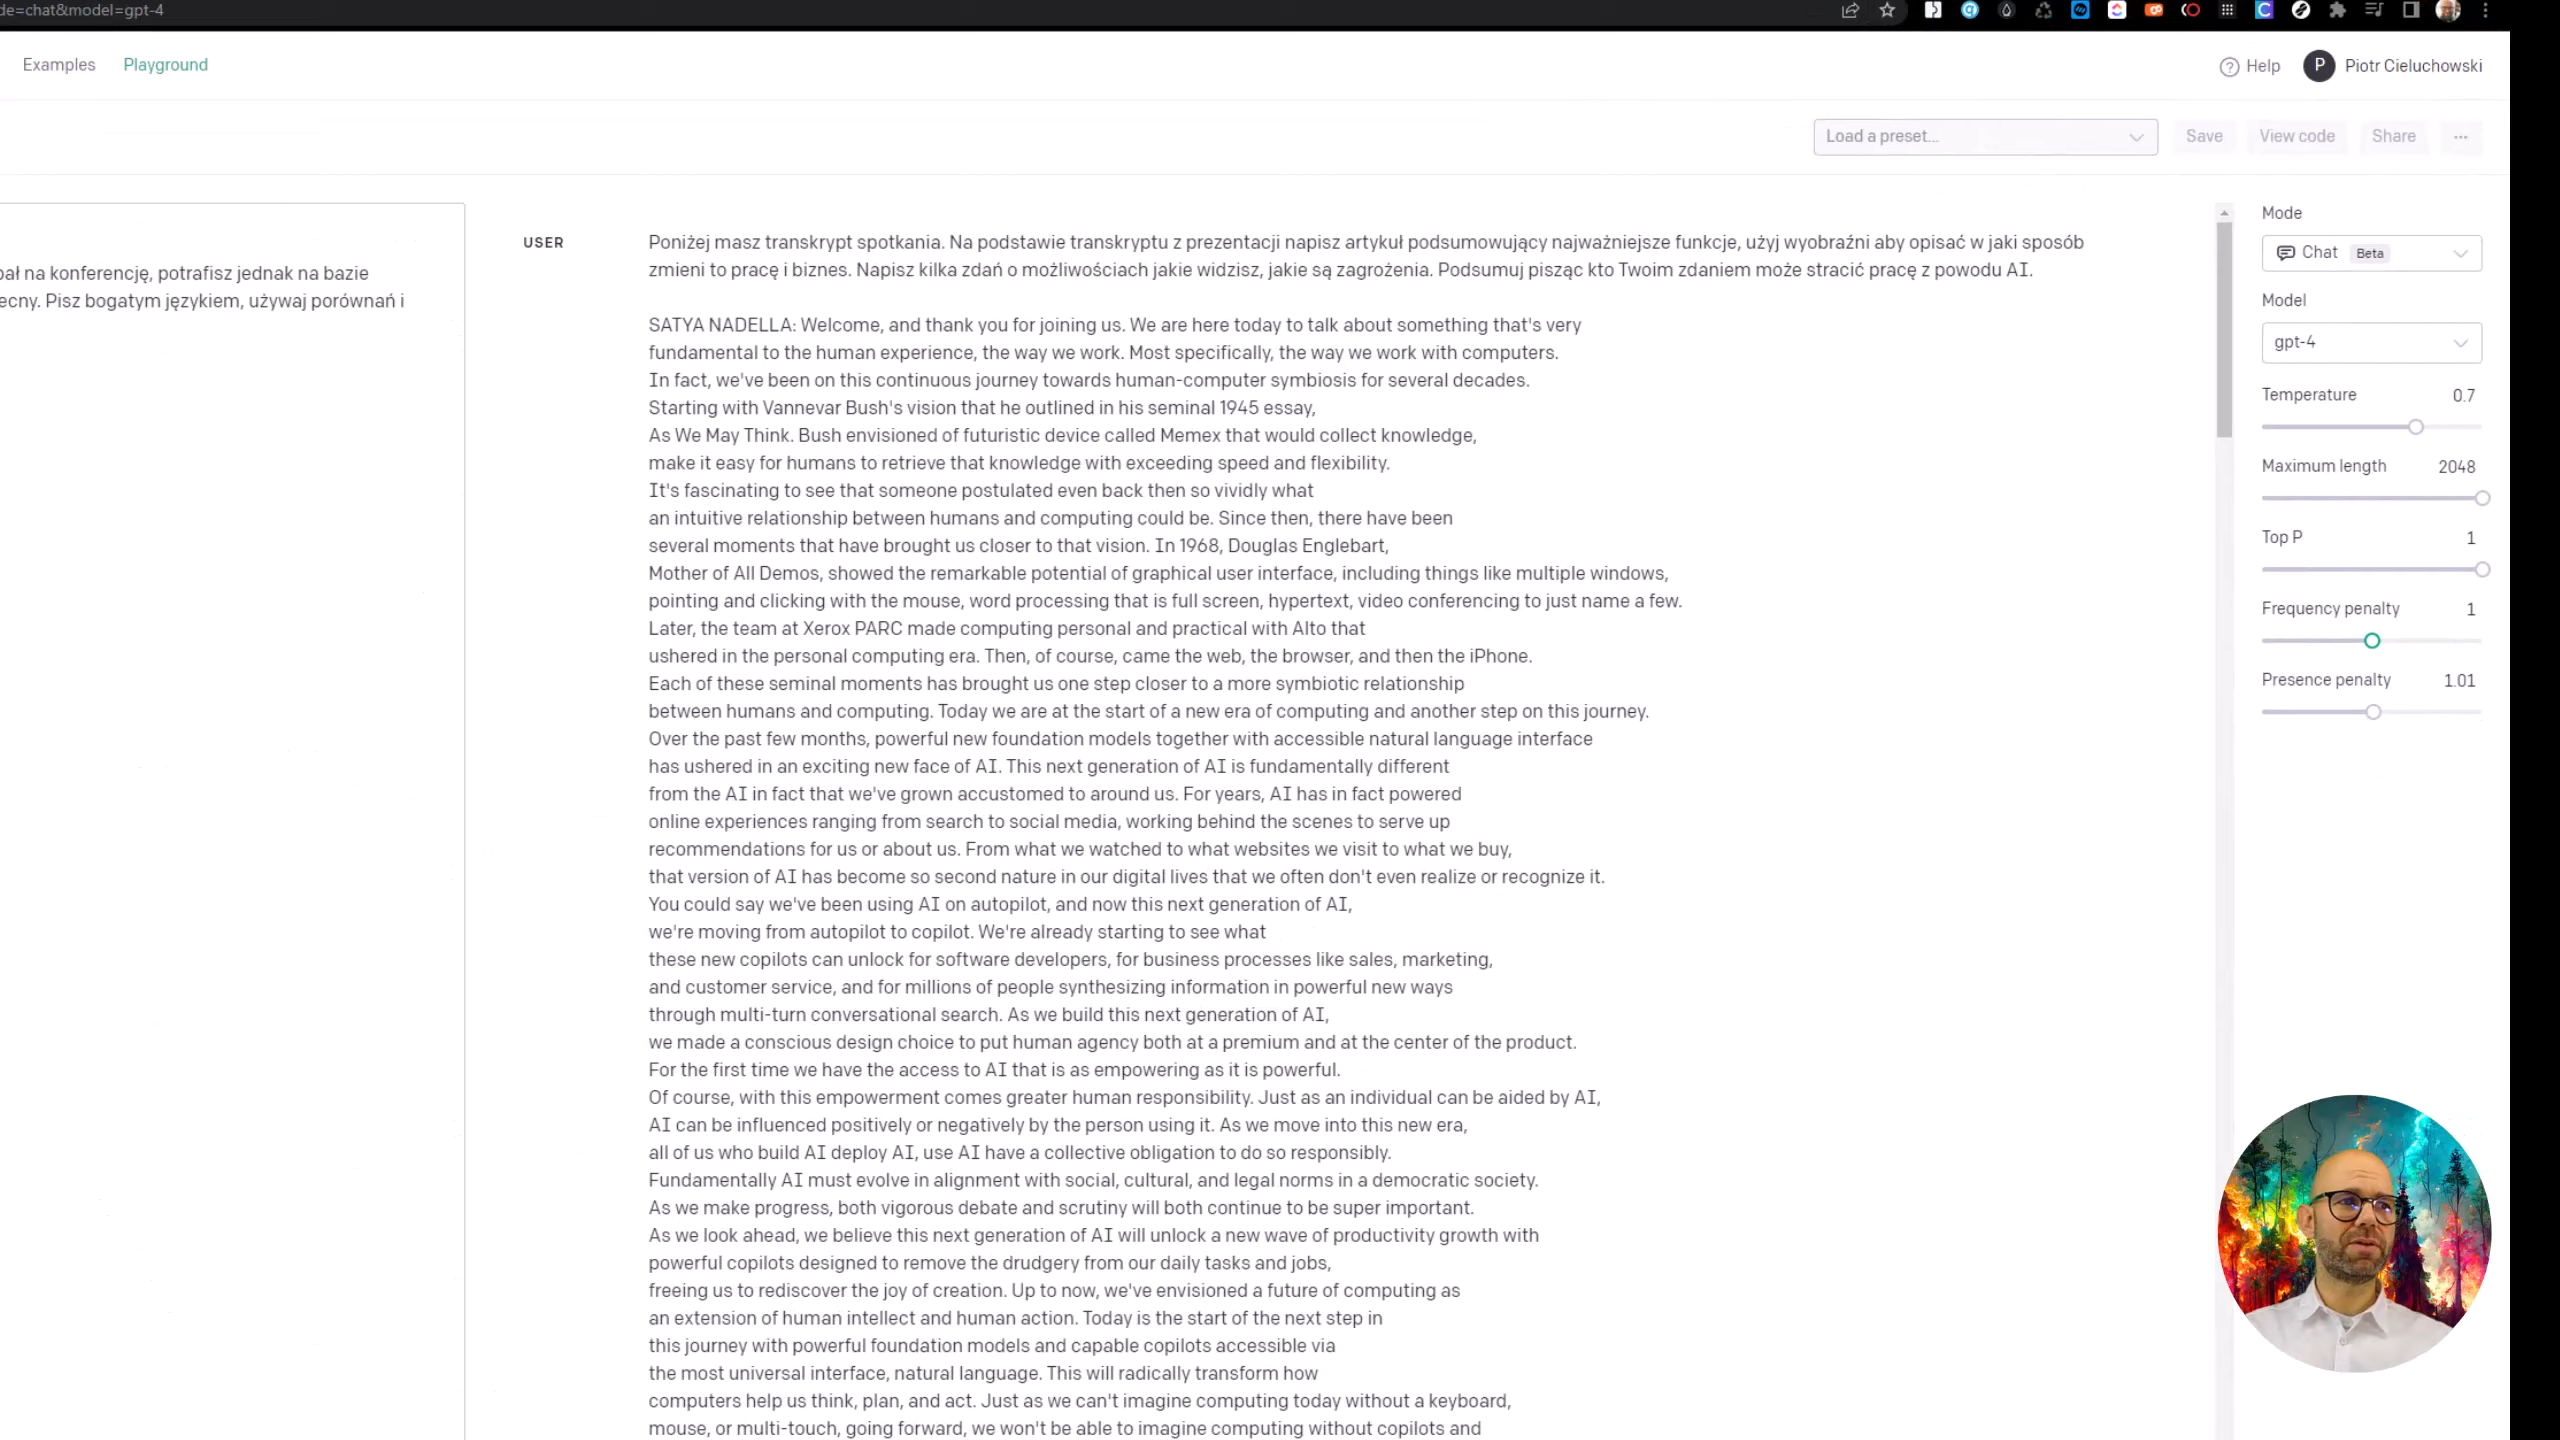 de=chat&model=gpt-4
Examples Playground
Help P Piotr Cieluchowski
Load a preset... Save View code Share ...
pał na konferencję, potrafisz jednak na bazie
ecny. Pisz bogatym językiem, używaj porównań i
USER
Poniżej masz transkrypt spotkania. Na podstawie transkryptu z prezentacji napisz artykuł podsumowujący najważniejsze funkcje, użyj wyobraźni aby opisać w jaki sposób
zmieni to pracę i biznes. Napisz kilka zdań o możliwościach jakie widzisz, jakie są zagrożenia. Podsumuj pisząc kto Twoim zdaniem może stracić pracę z powodu AI.
SATYA NADELLA: Welcome, and thank you for joining us. We are here today to talk about something that's very
fundamental to the human experience, the way we work. Most specifically, the way we work with computers.
In fact, we've been on this continuous journey towards human-computer symbiosis for several decades.
Starting with Vannevar Bush's vision that he outlined in his seminal 1945 essay,
As We May Think. Bush envisioned of futuristic device called Memex that would collect knowledge,
make it easy for humans to retrieve that knowledge with exceeding speed and flexibility.
It's fascinating to see that someone postulated even back then so vividly what
an intuitive relationship between humans and computing could be. Since then, there have been
several moments that have brought us closer to that vision. In 1968, Douglas Englebart,
Mother of All Demos, showed the remarkable potential of graphical user interface, including things like multiple windows,
pointing and clicking with the mouse, word processing that is full screen, hypertext, video conferencing to just name a few.
Later, the team at Xerox PARC made computing personal and practical with Alto that
ushered in the personal computing era. Then, of course, came the web, the browser, and then the iPhone.
Each of these seminal moments has brought us one step closer to a more symbiotic relationship
between humans and computing. Today we are at the start of a new era of computing and another step on this journey.
Over the past few months, powerful new foundation models together with accessible natural language interface
has ushered in an exciting new face of AI. This next generation of AI is fundamentally different
from the AI in fact that we've grown accustomed to around us. For years, AI has in fact powered
online experiences ranging from search to social media, working behind the scenes to serve up
recommendations for us or about us. From what we watched to what websites we visit to what we buy,
that version of AI has become so second nature in our digital lives that we often don't even realize or recognize it.
You could say we've been using AI on autopilot, and now this next generation of AI,
we're moving from autopilot to copilot. We're already starting to see what
these new copilots can unlock for software developers, for business processes like sales, marketing,
and customer service, and for millions of people synthesizing information in powerful new ways
through multi-turn conversational search. As we build this next generation of AI,
we made a conscious design choice to put human agency both at a premium and at the center of the product.
For the first time we have the access to AI that is as empowering as it is powerful.
Of course, with this empowerment comes greater human responsibility. Just as an individual can be aided by AI,
AI can be influenced positively or negatively by the person using it. As we move into this new era,
all of us who build AI deploy AI, use AI have a collective obligation to do so responsibly.
Fundamentally AI must evolve in alignment with social, cultural, and legal norms in a democratic society.
As we make progress, both vigorous debate and scrutiny will both continue to be super important.
As we look ahead, we believe this next generation of AI will unlock a new wave of productivity growth with
powerful copilots designed to remove the drudgery from our daily tasks and jobs,
freeing us to rediscover the joy of creation. Up to now, we've envisioned a future of computing as
an extension of human intellect and human action. Today is the start of the next step in
this journey with powerful foundation models and capable copilots accessible via
the most universal interface, natural language. This will radically transform how
computers help us think, plan, and act. Just as we can't imagine computing today without a keyboard,
mouse, or multi-touch, going forward, we won't be able to imagine computing without copilots and
Mode
Chat Beta
Model
gpt-4
Temperature 0.7
Maximum length 2048
Top P 1
Frequency penalty 1
Presence penalty 1.01